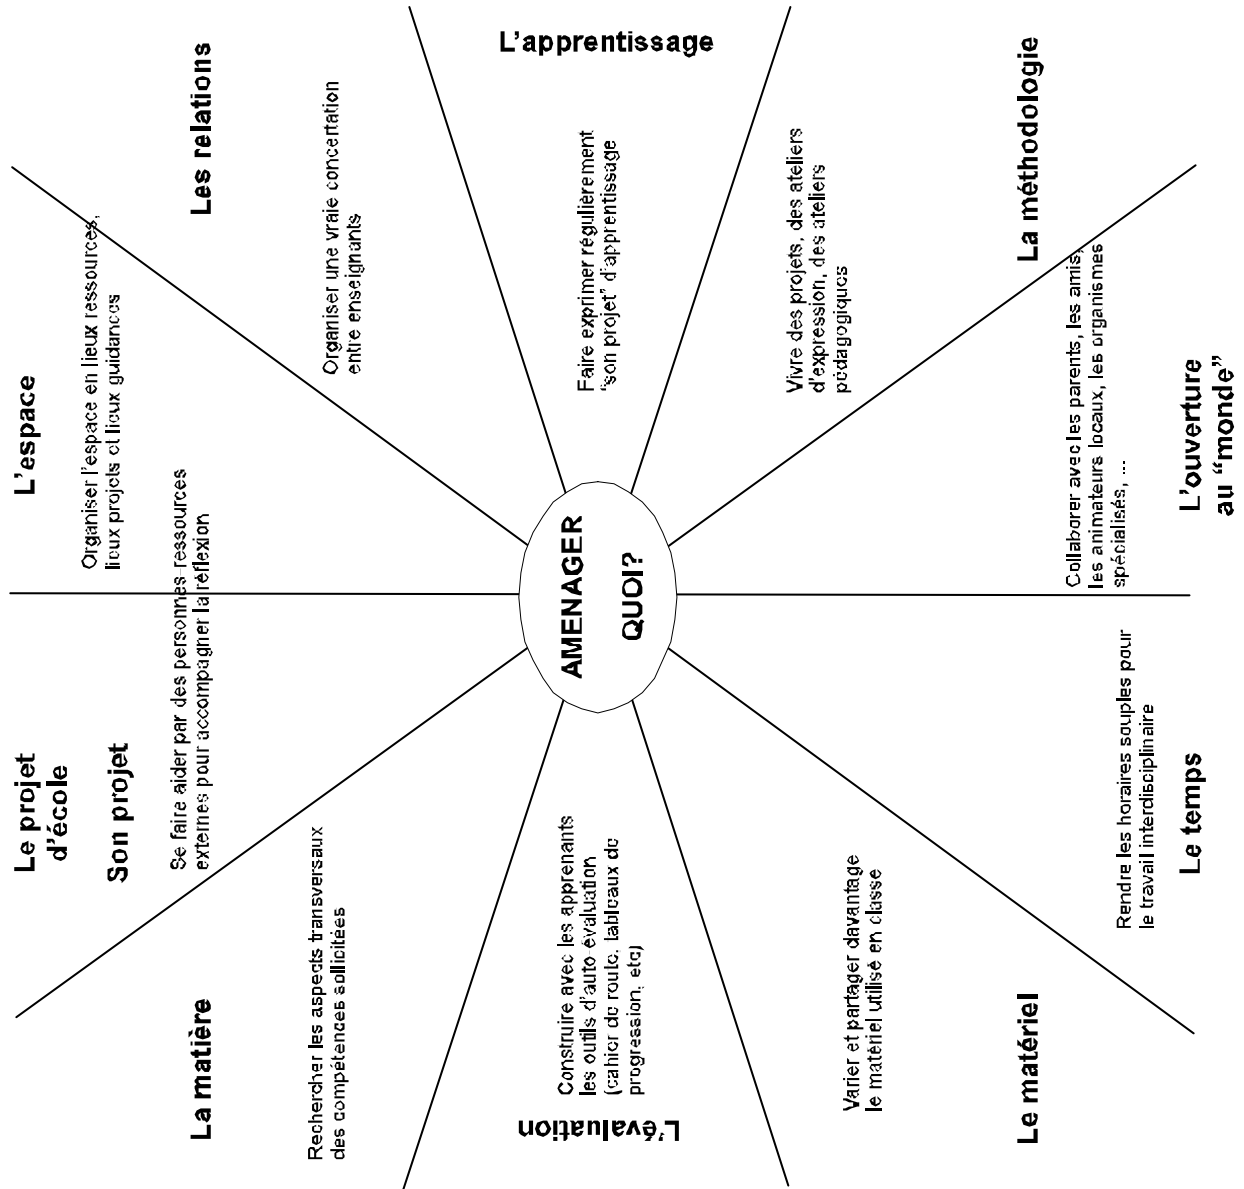 AMENAGER
QUOI?
L'apprentissage
Faire exprimer régulièrement
"son projet" d'apprentissage
La méthodologie
Vivre des projets, des ateliers
d'expression, des ateliers
pédagogiques
L'ouverture
au "monde"
Collaborer avec les parents, les amis,
les animateurs locaux, les organismes
spécialisés, ...
Le temps
Rendre les horaires souples pour
le travail interdisciplinaire
Le matériel
Varier et partager davantage
le matériel utilisé en classe
L'évaluation
Construire avec les apprenants
les outils d'auto évaluation
(cahier de route, tableaux de
progression, etc)
La matière
Rechercher les aspects transversaux
des compétences sollicitées
Le projet
d'école
Son projet
Se faire aider par des personnes ressources
externes pour accompagner la réflexion
L'espace
Organiser l'espace en lieux ressources,
lieux projets et lieux guidances
Les relations
Organiser une vraie concertation
entre enseignants